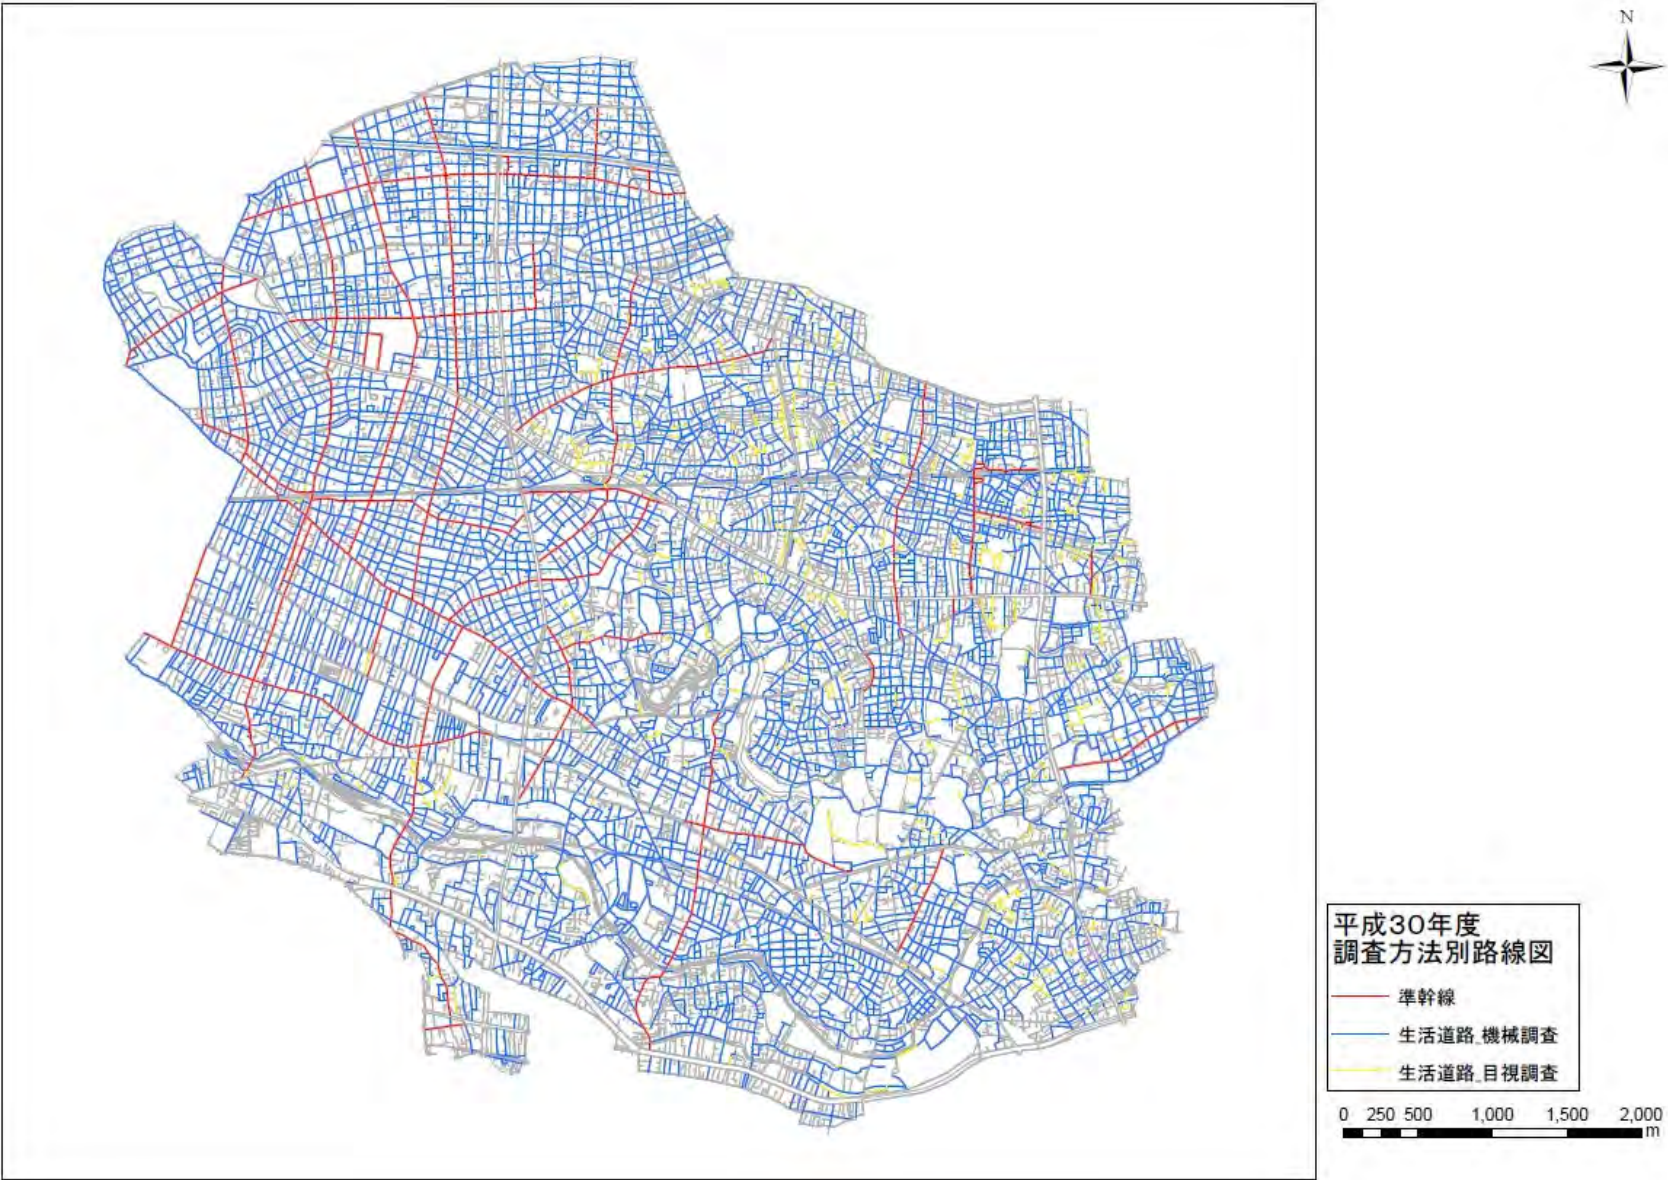 N
平成30年度
調査方法別路線図
準幹線
生活道路_機械調査
生活道路_目視調査
0 250 500 1,000 1,500 2,000
m